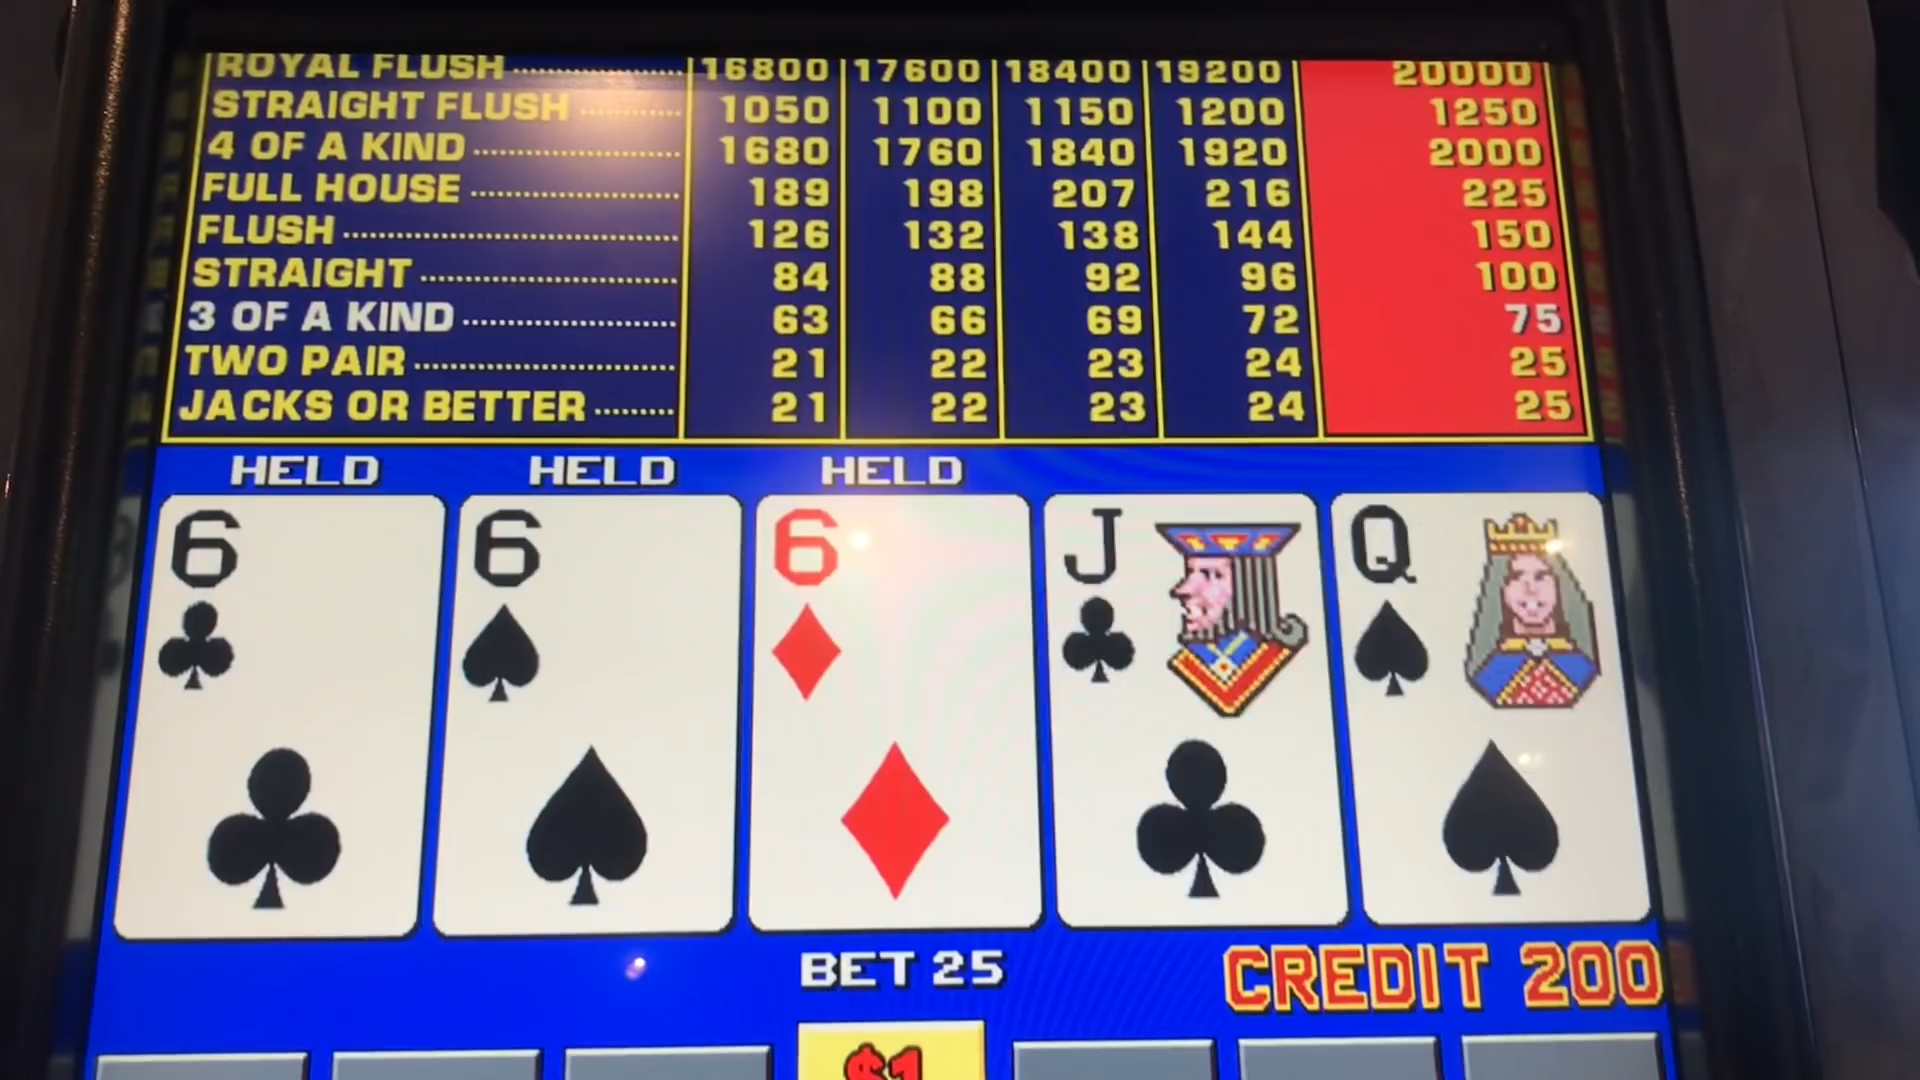 ROYAL FLUSH 16800 17600 18400 19200 20000
STRAIGHT FLUSH 1050 1100 1150 1200 1250
4 OF A KIND 1680 1760 1840 1920 2000
FULL HOUSE 189 198 207 216 225
FLUSH 126 132 138 144 150
STRAIGHT 84 88 92 96 100
3 OF A KIND 63 66 69 72 75
TWO PAIR 21 22 23 24 25
JACKS OR BETTER 21 22 23 24 25
HELD HELD HELD
6 6 6 J Q
BET 25 CREDIT 200
$1